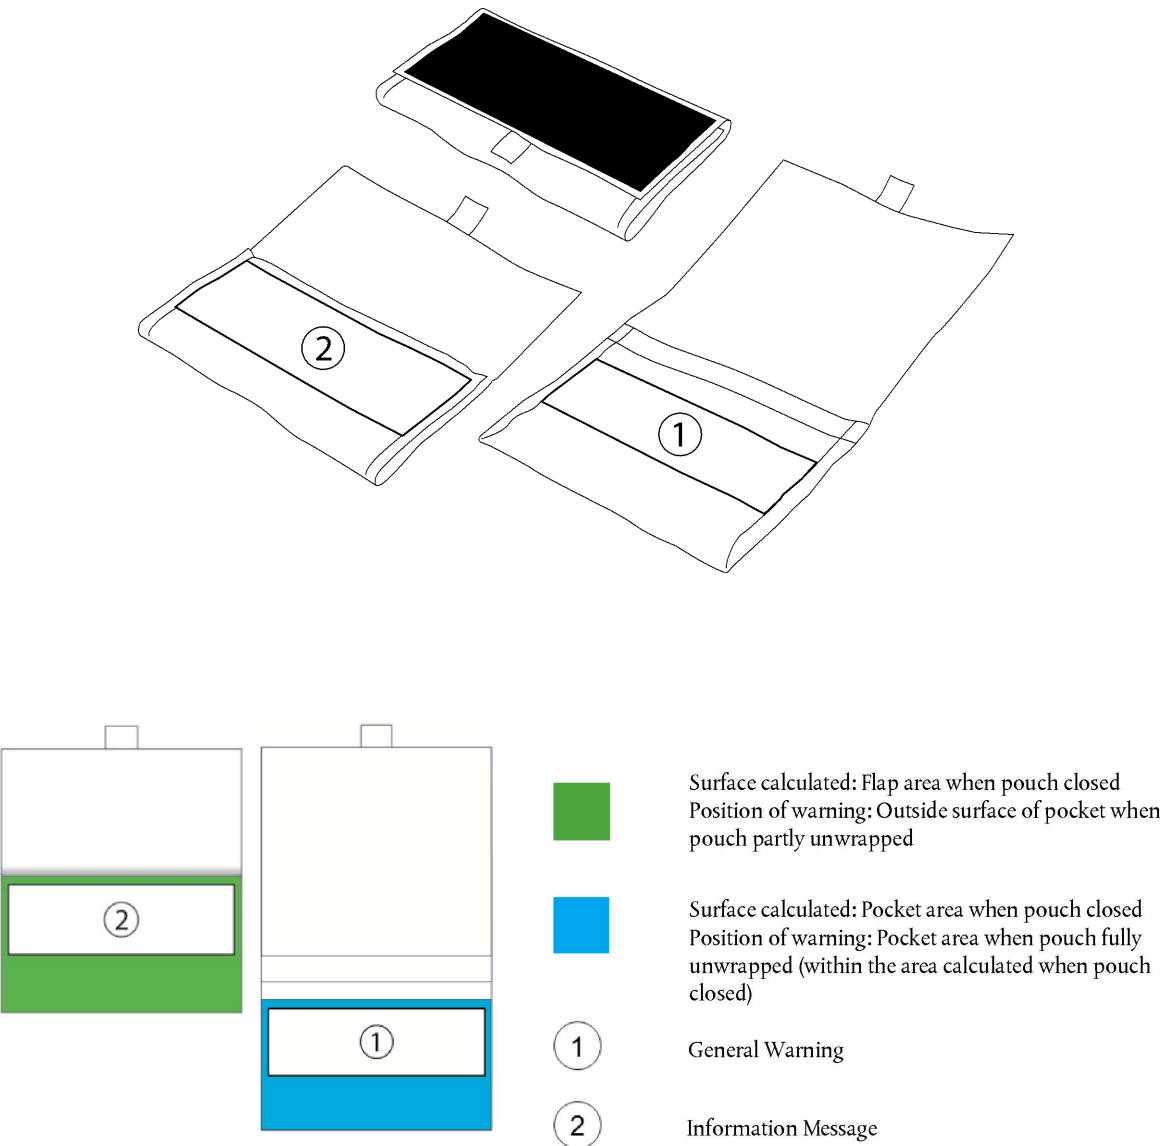 2
1
2
1
Surface calculated: Flap area when pouch closed
Position of warning: Outside surface of pocket when
pouch partly unwrapped
Surface calculated: Pocket area when pouch closed
Position of warning: Pocket area when pouch fully
unwrapped (within the area calculated when pouch
closed)
1 General Warning
2 Information Message